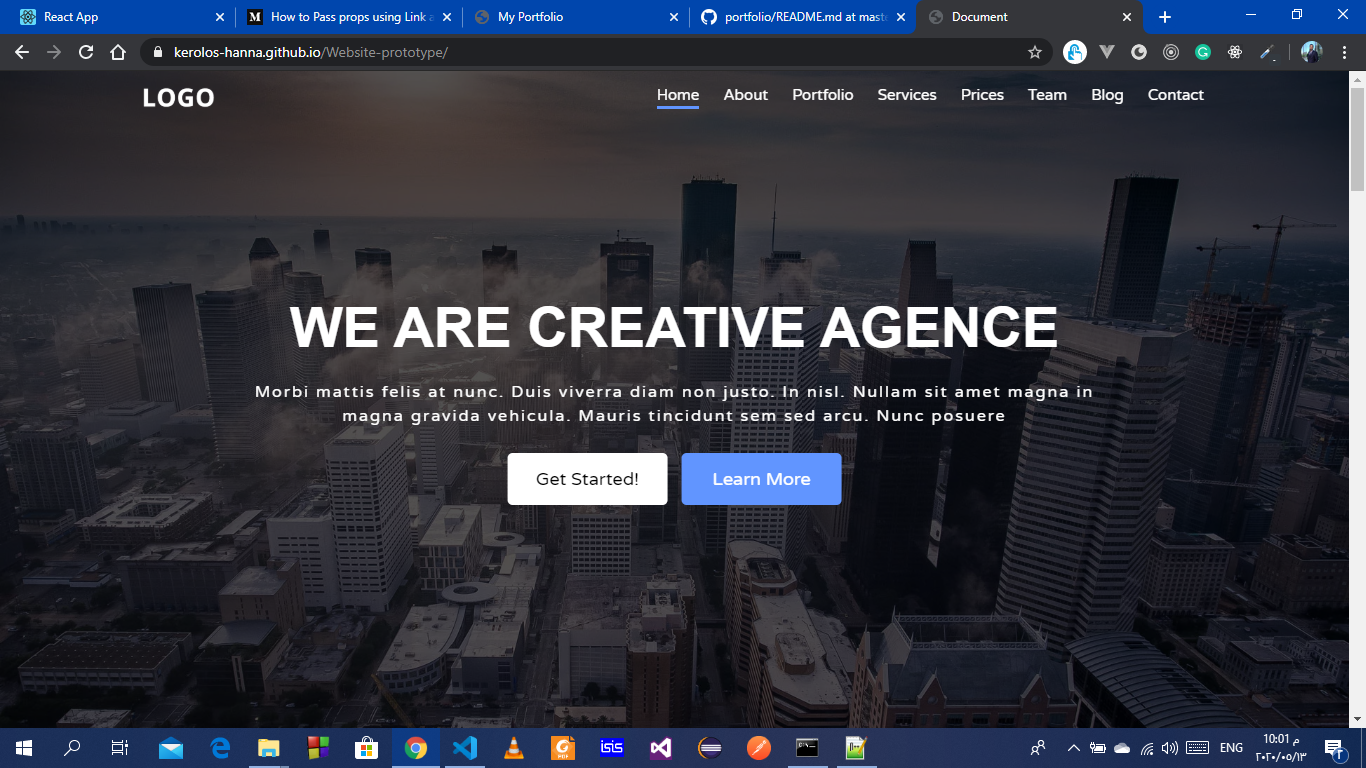 React App
How to Pass props using Link a
My Portfolio
portfolio/README.md at mast
Document
kerolos-hanna.github.io/Website-prototype/
LOGO
Home About Portfolio Services Prices Team Blog Contact
WE ARE CREATIVE AGENCE
Morbi mattis felis at nunc. Duis viverra diam non justo. In nisl. Nullam sit amet magna in
magna gravida vehicula. Mauris tincidunt sem sed arcu. Nunc posuere
Get Started! Learn More
ENG
10:01 م
٢٠٢٠/٠٥/١٣